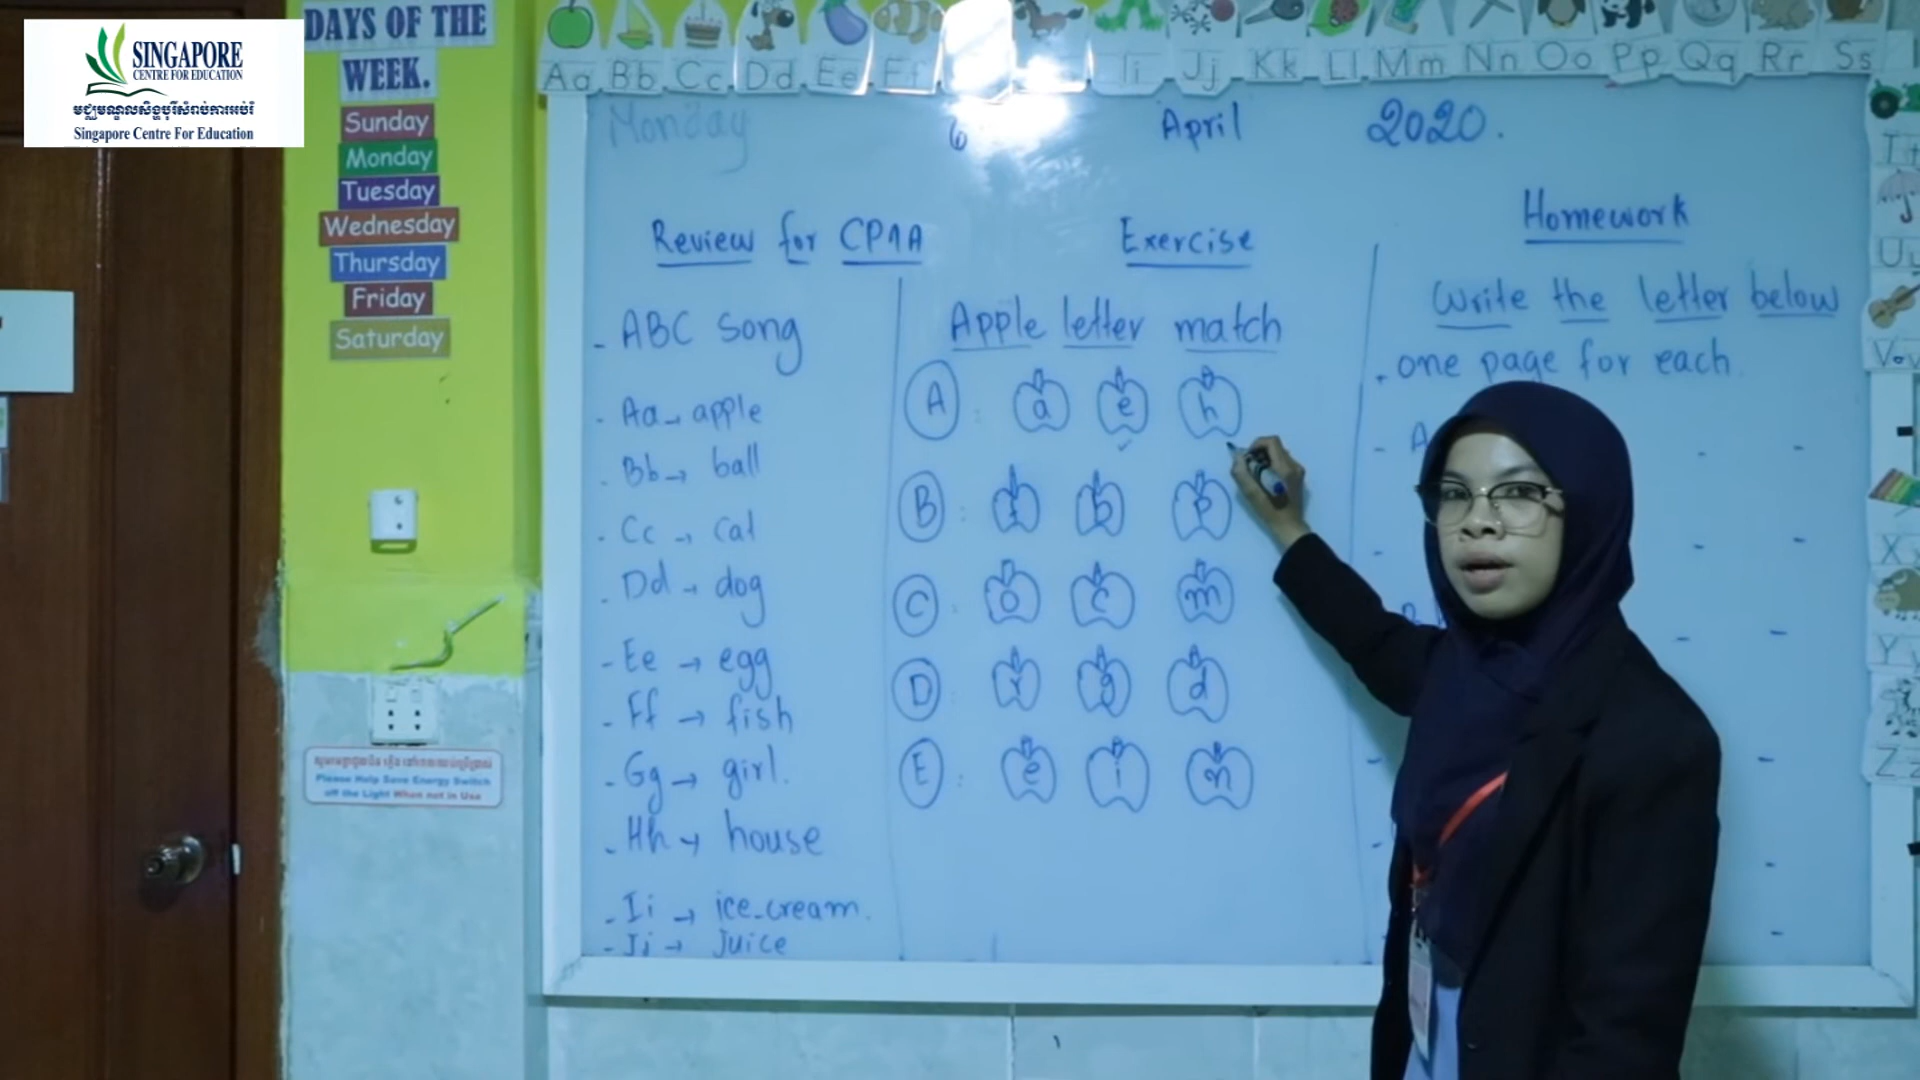 SINGAPORE
CENTRE FOR EDUCATION
មជ្ឈមណ្ឌលសិង្ហបុរីសំរាប់ការអប់រំ
Singapore Centre For Education
DAYS OF THE
WEEK.
Sunday
Monday
Tuesday
Wednesday
Thursday
Friday
Saturday
Please Help Save Energy Switch
off the Light When not in Use
Aa Bb Cc Dd Ee Ff Ii Jj Kk Ll Mm Nn Oo Pp Qq Rr Ss
Monday 6 April 2020.
Review for CP1A
- ABC song
- Aa → apple
- Bb → ball
- Cc → cat
- Dd → dog
- Ee → egg
- Ff → fish
- Gg → girl.
- Hh → house
- Ii → ice-cream.
- Jj → Juice
Exercise
Apple letter match
A : a e h
B : b p
C : o c m
D : r g d
E : e i n
Homework
Write the letter below
. one page for each